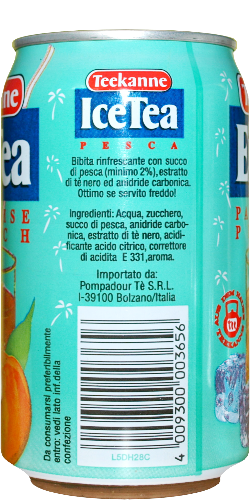 Teekanne
IceTea
PESCA
Bibita rinfrescante con succo
di pesca (minimo 2%), estratto
di tè nero ed anidride carbonica.
Ottimo se servito freddo!
Ingredienti: Acqua, zucchero,
succo di pesca, anidride carbo-
nica, estratto di tè nero, acidi-
ficante acido citrico, correttore
di acidità E 331, aroma.
Importato da:
Pompadour Tè S.R.L.
I-39100 Bolzano/Italia
4 009300 003656
L5DH28C
Da consumarsi preferibilmente
entro: vedi lato inf. della
confezione